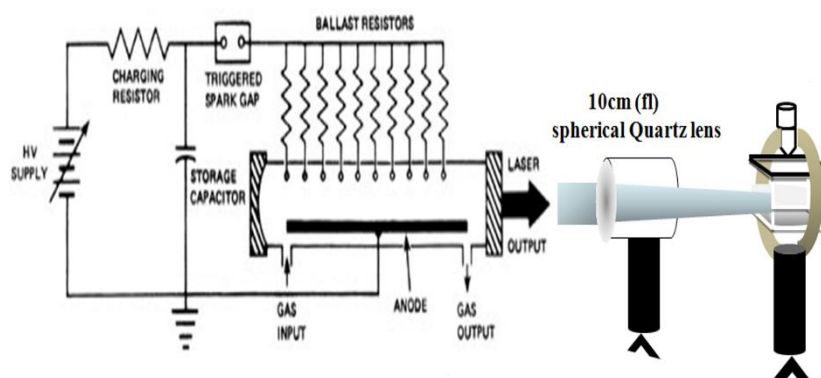 BALLAST RESISTORS
CHARGING
RESISTOR
TRIGGERED
SPARK GAP
10cm (fl)
spherical Quartz lens
HV
SUPPLY
STORAGE
CAPACITOR
LASER
OUTPUT
GAS
INPUT
ANODE
GAS
OUTPUT